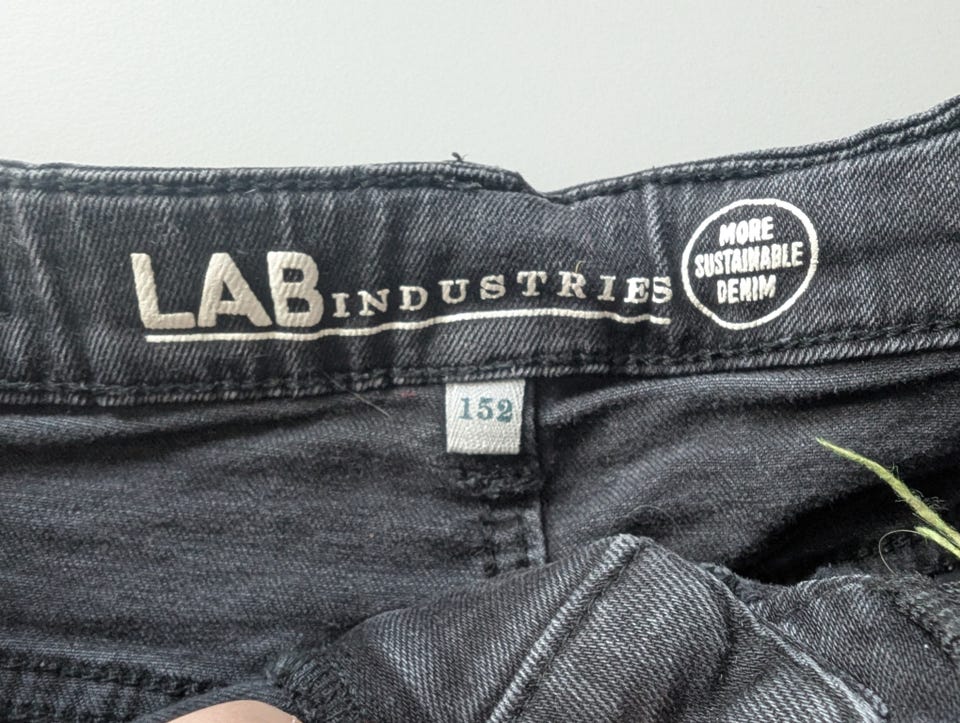 LAB INDUSTRIES
MORE
SUSTAINABLE
DENIM
152